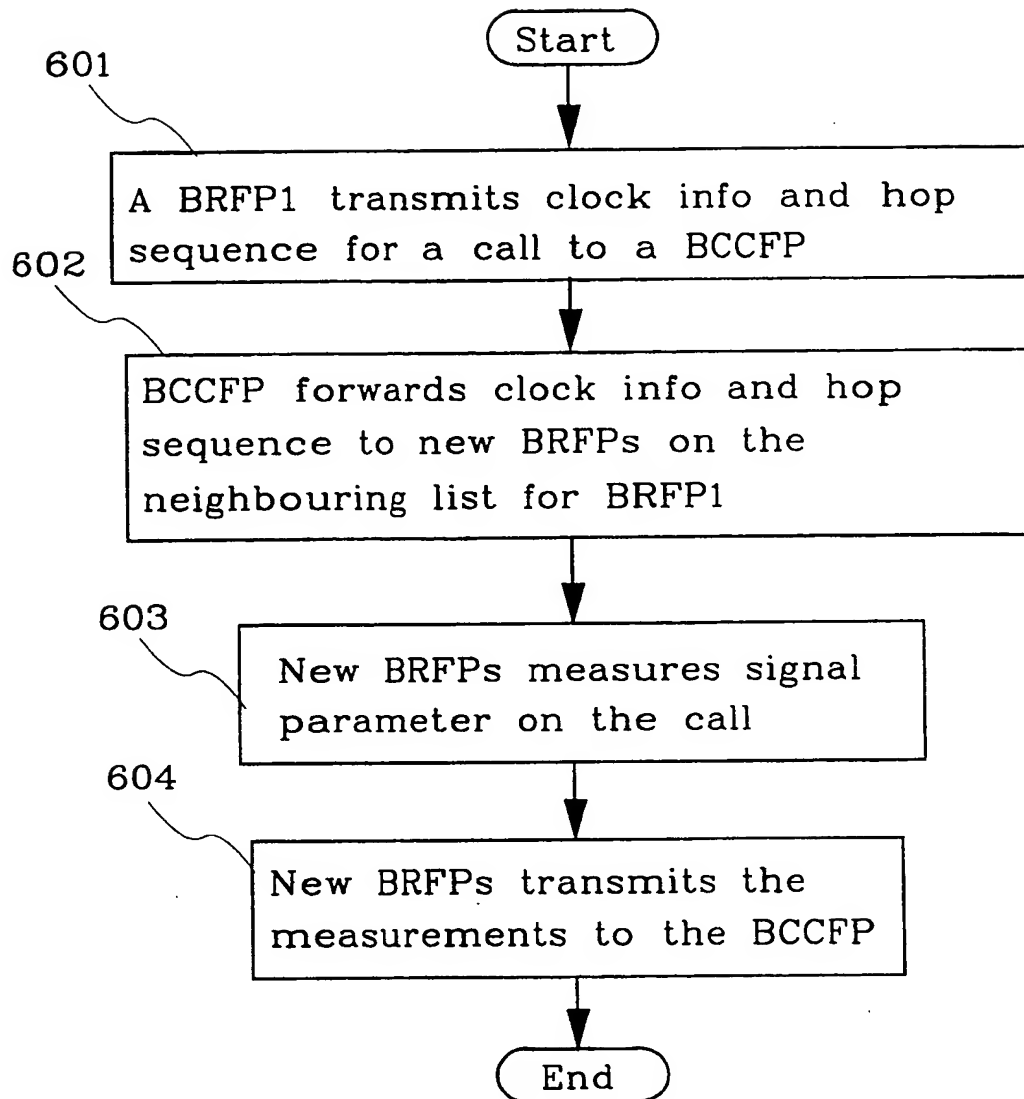 Start
601
A BRFP1 transmits clock info and hop
sequence for a call to a BCCFP
602
BCCFP forwards clock info and hop
sequence to new BRFPs on the
neighbouring list for BRFP1
603
New BRFPs measures signal
parameter on the call
604
New BRFPs transmits the
measurements to the BCCFP
End